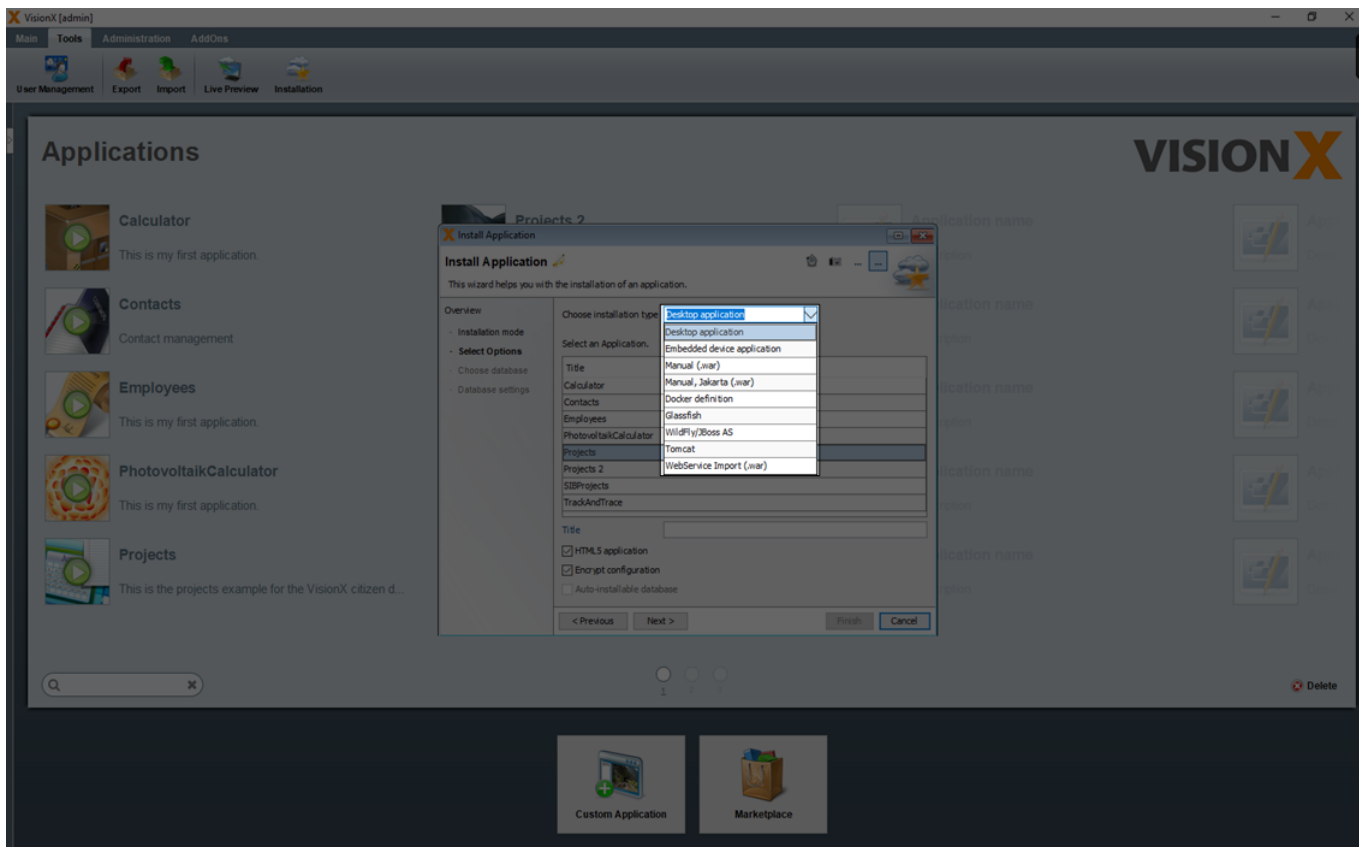 VisionX [admin]
Main Tools Administration AddOns
User Management Export Import Live Preview Installation
Applications
VISIONX
Calculator
This is my first application.
Contacts
Contact management
Employees
This is my first application.
PhotovoltaikCalculator
This is my first application.
Projects
This is the projects example for the VisionX citizen d...
Projects 2
Application name
Install Application
Install Application
This wizard helps you with the installation of an application.
Overview
- Installation mode
- Select Options
- Choose database
- Database settings
Choose installation type Desktop application
Desktop application
Embedded device application
Manual (.war)
Manual, Jakarta (.war)
Docker definition
Glassfish
WildFly/JBoss AS
Tomcat
WebService Import (.war)
Select an Application.
Title
Calculator
Contacts
Employees
PhotovoltaikCalculator
Projects
Projects 2
SIBProjects
TrackAndTrace
Title
HTML5 application
Encrypt configuration
Auto-installable database
< Previous Next > Finish Cancel
1
Delete
Custom Application
Marketplace